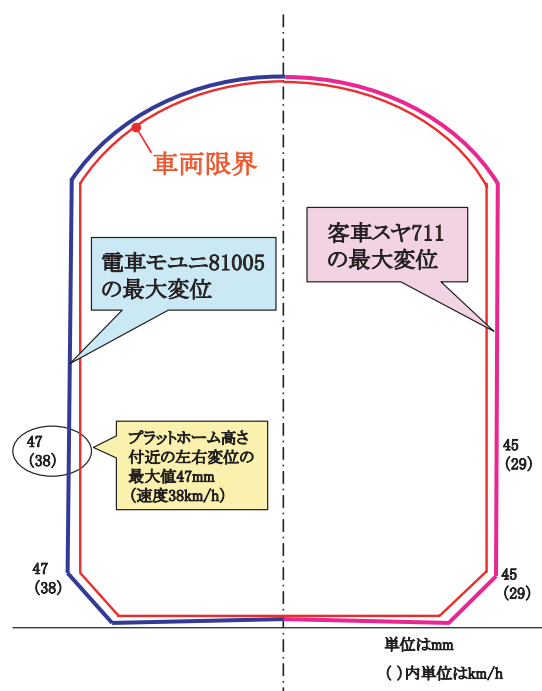 車両限界
電車モユニ81005
の最大変位
客車スヤ711
の最大変位
47
(38)
プラットホーム高さ
付近の左右変位の
最大値47mm
(速度38km/h)
45
(29)
47
(38)
45
(29)
単位はmm
( )内単位はkm/h